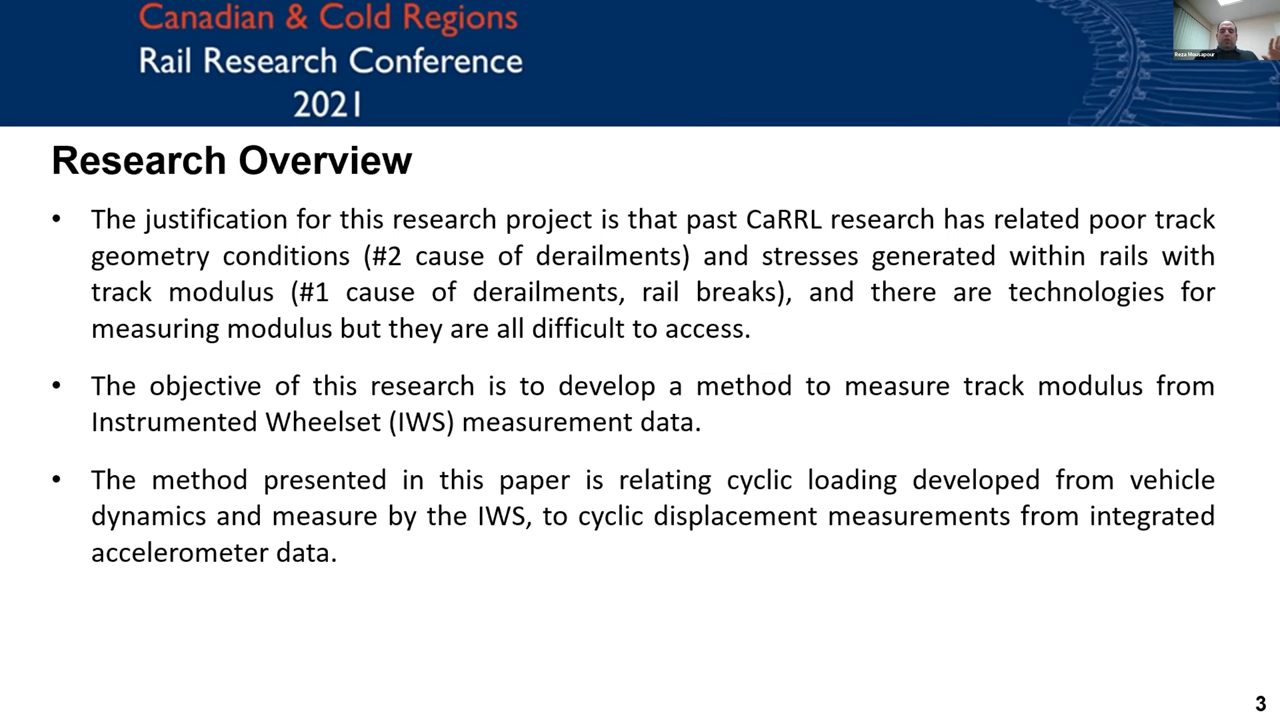 Canadian & Cold Regions
Rail Research Conference
2021
Reza Mousapour
Research Overview
• The justification for this research project is that past CaRRL research has related poor track
geometry conditions (#2 cause of derailments) and stresses generated within rails with
track modulus (#1 cause of derailments, rail breaks), and there are technologies for
measuring modulus but they are all difficult to access.
• The objective of this research is to develop a method to measure track modulus from
Instrumented Wheelset (IWS) measurement data.
• The method presented in this paper is relating cyclic loading developed from vehicle
dynamics and measure by the IWS, to cyclic displacement measurements from integrated
accelerometer data.
3